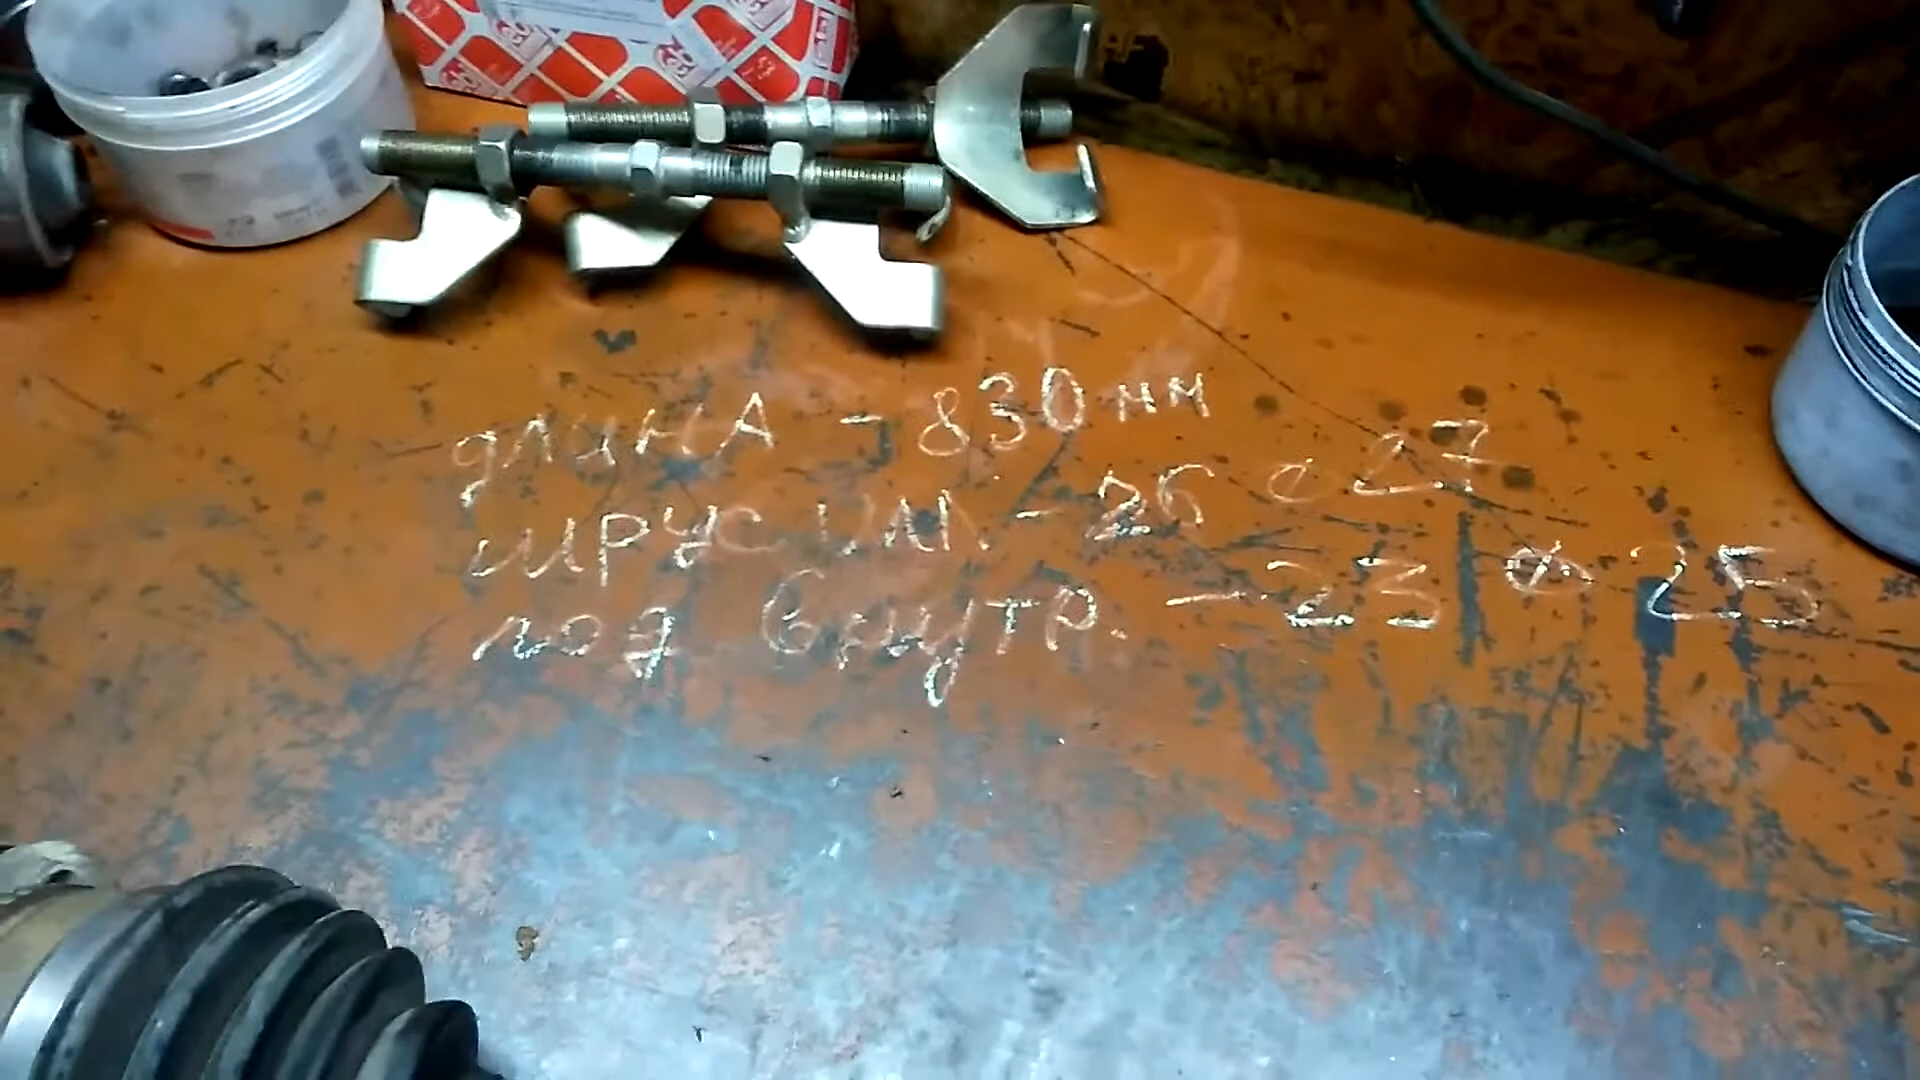 длина - 830 мм
шрус шл. - 26 ⌀ 27
под внутр. - 23 ⌀ 25